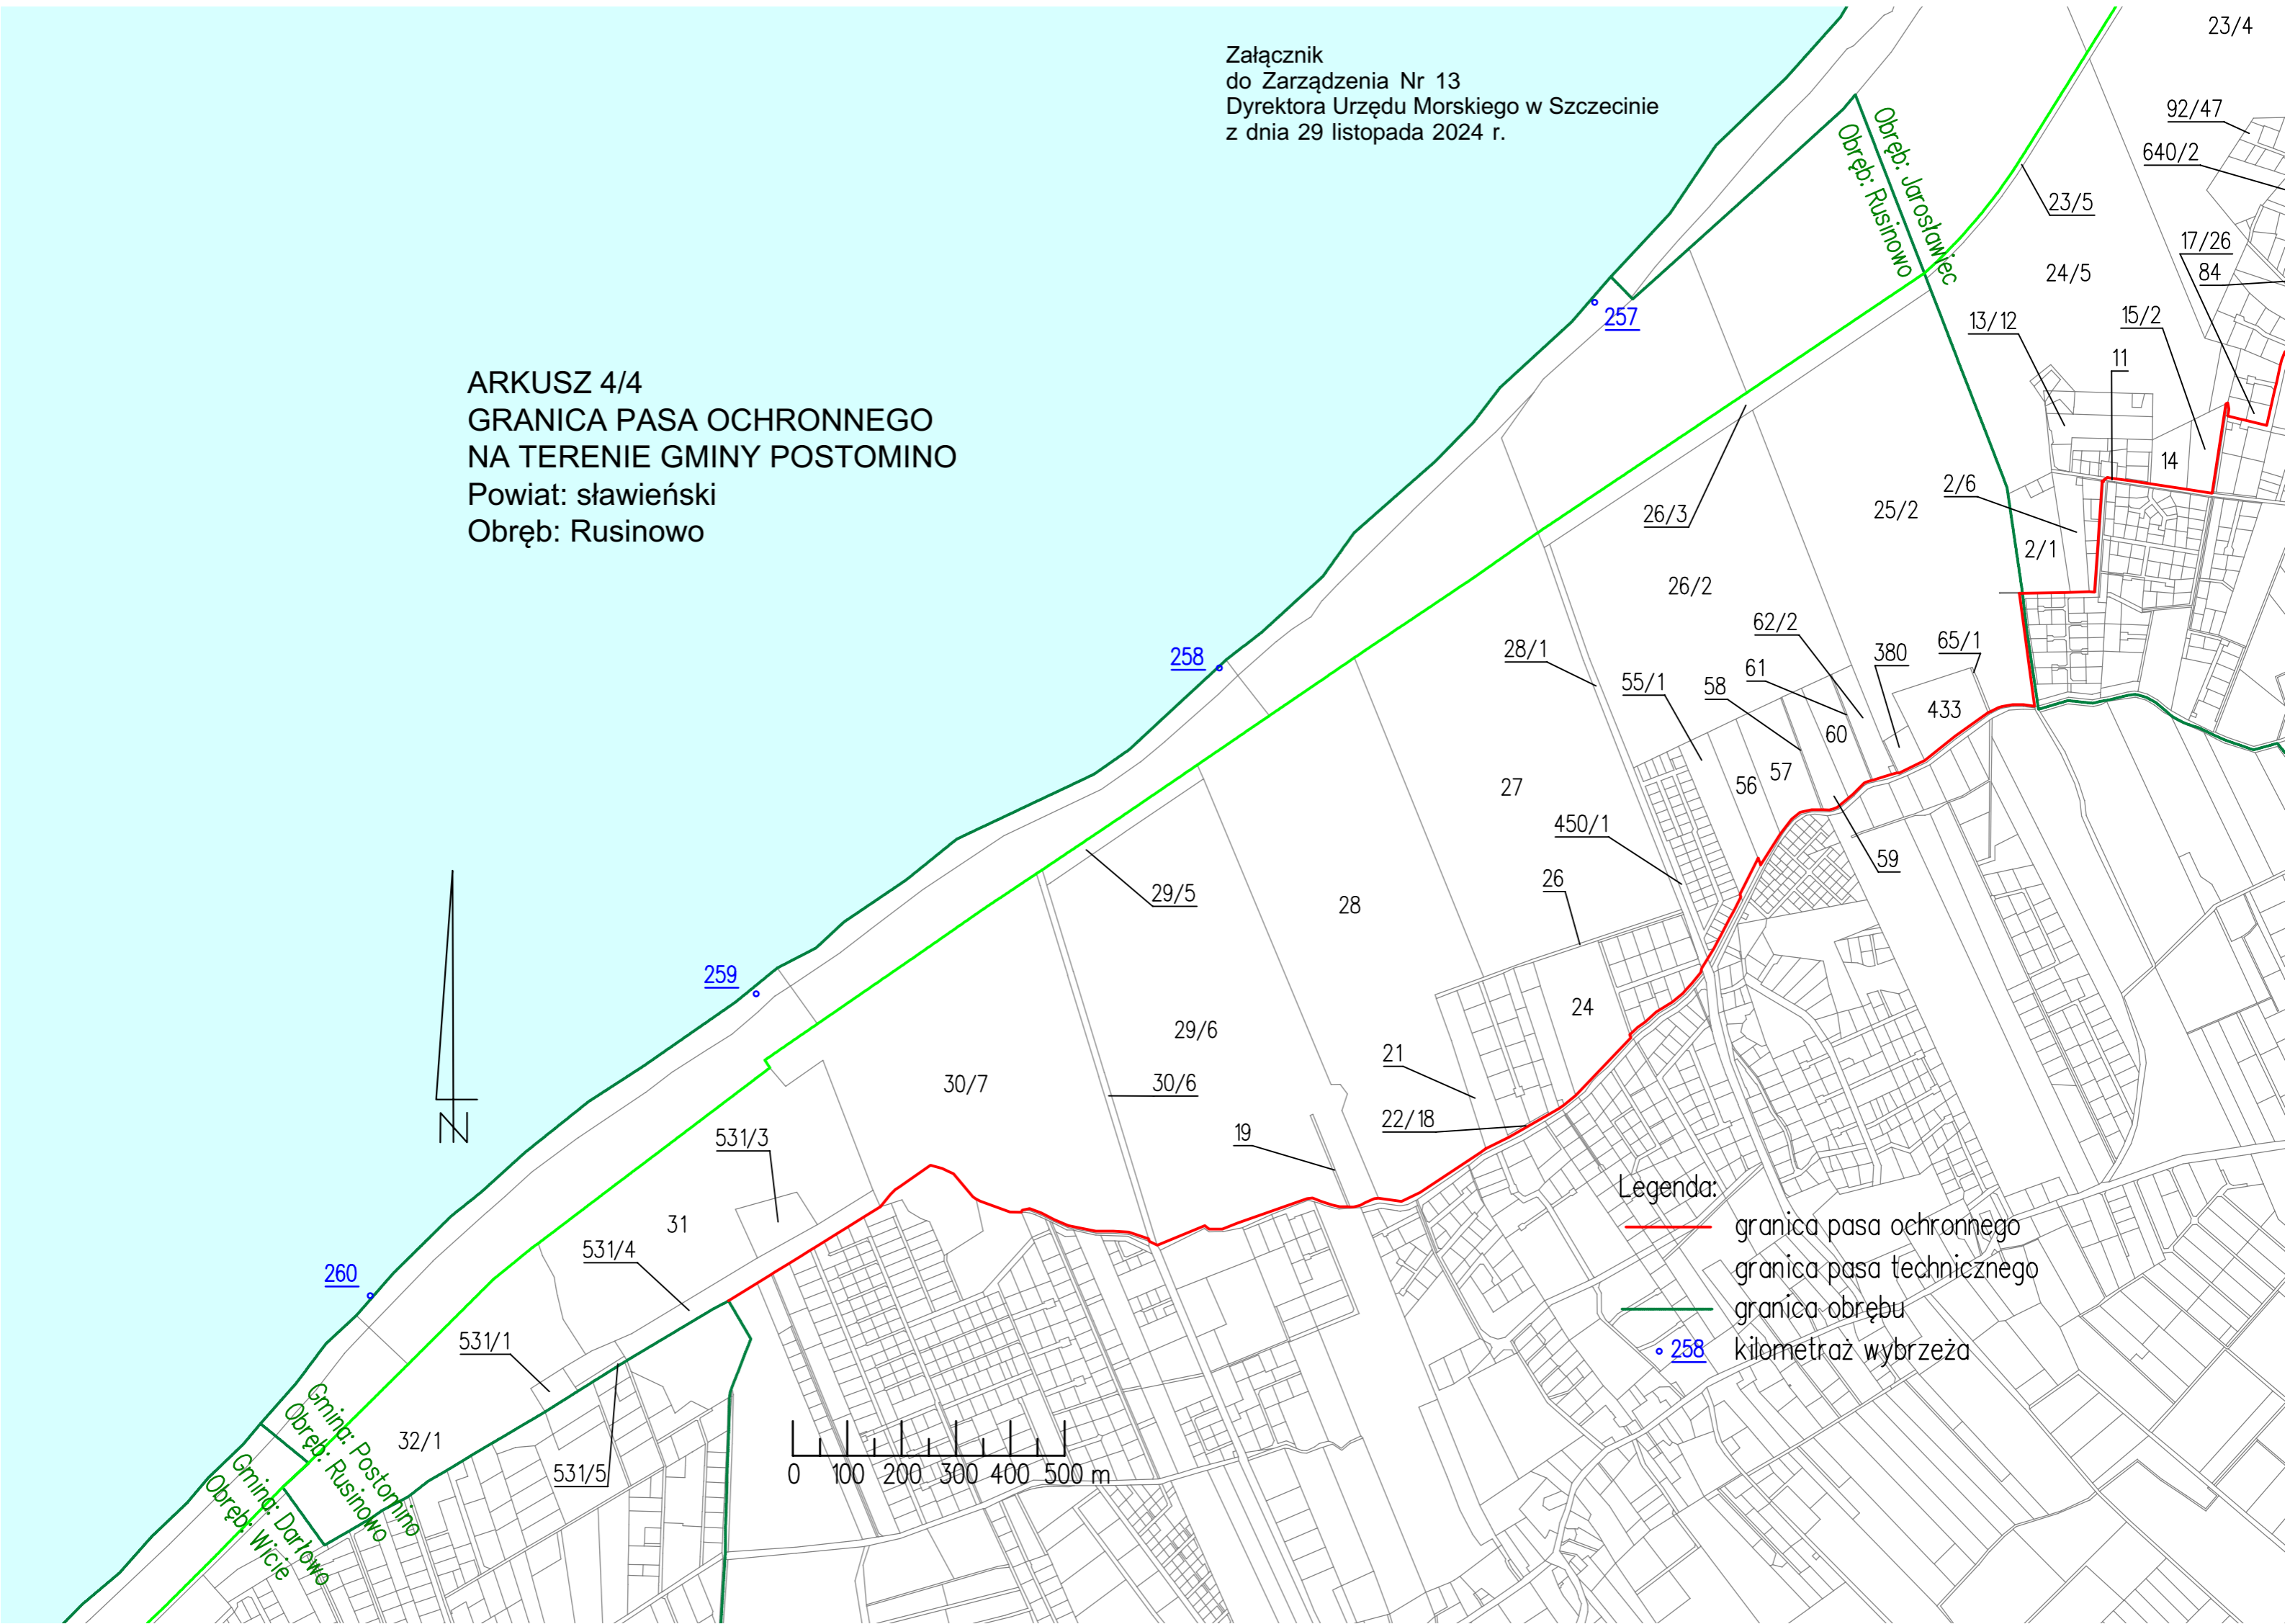 Załącznik
do Zarządzenia Nr 13
Dyrektora Urzędu Morskiego w Szczecinie
z dnia 29 listopada 2024 r.
ARKUSZ 4/4
GRANICA PASA OCHRONNEGO
NA TERENIE GMINY POSTOMINO
Powiat: sławieński
Obręb: Rusinowo
23/4
92/47
640/2
23/5
17/26
84
24/5
Obręb: Jarosławiec
Obręb: Rusinowo
257
13/12
15/2
11
14
2/6
25/2
26/3
2/1
26/2
62/2
28/1
61
380
65/1
55/1
58
433
60
258
57
56
27
450/1
59
26
29/5
28
259
24
29/6
21
30/7
30/6
22/18
19
531/3
31
531/4
260
531/1
32/1
531/5
Gmina: Postomino
Obręb: Rusinowo
Gmina: Darłowo
Obręb: Wicie
N
0 100 200 300 400 500 m
Legenda:
granica pasa ochronnego
granica pasa technicznego
granica obrębu
258 kilometraż wybrzeża